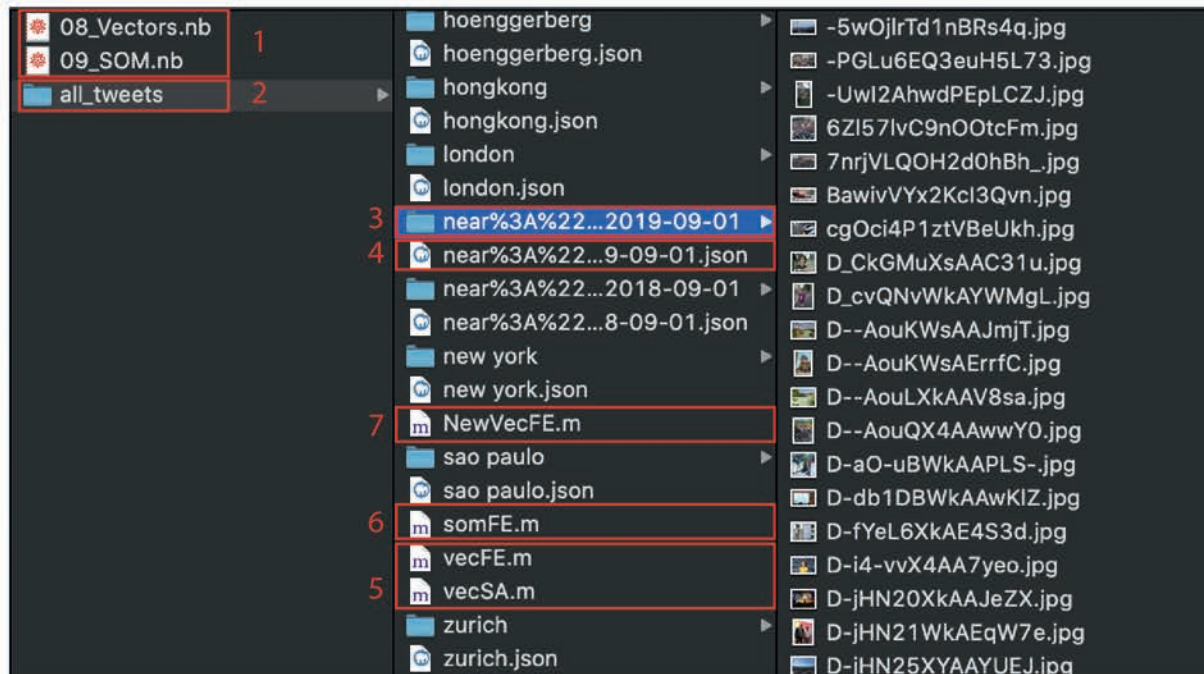 08_Vectors.nb
09_SOM.nb
1
all_tweets
2
hoenggerberg
hoenggerberg.json
hongkong
hongkong.json
london
london.json
3
near%3A%22...2019-09-01
4
near%3A%22...9-09-01.json
near%3A%22...2018-09-01
near%3A%22...8-09-01.json
new york
new york.json
7
NewVecFE.m
sao paulo
sao paulo.json
6
somFE.m
vecFE.m
5
vecSA.m
zurich
zurich.json
-5wOjlrTd1nBRs4q.jpg
-PGLu6EQ3euH5L73.jpg
-UwI2AhwdPEpLCZJ.jpg
6Zl57lvC9nOOtcFm.jpg
7nrjVLQOH2d0hBh_.jpg
BawivVYx2Kcl3Qvn.jpg
cgOci4P1ztVBeUkh.jpg
D_CkGMuXsAAC31u.jpg
D_cvQNvWkAYWMgL.jpg
D--AouKWsAAJmjT.jpg
D--AouKWsAErrfC.jpg
D--AouLXkAAV8sa.jpg
D--AouQX4AAwwY0.jpg
D-aO-uBWkAAPLS-.jpg
D-db1DBWkAAwKlZ.jpg
D-fYeL6XkAE4S3d.jpg
D-i4-vvX4AA7yeo.jpg
D-jHN20XkAAJeZX.jpg
D-jHN21WkAEqW7e.jpg
D-jHN25XYAAYUEJ.jpg